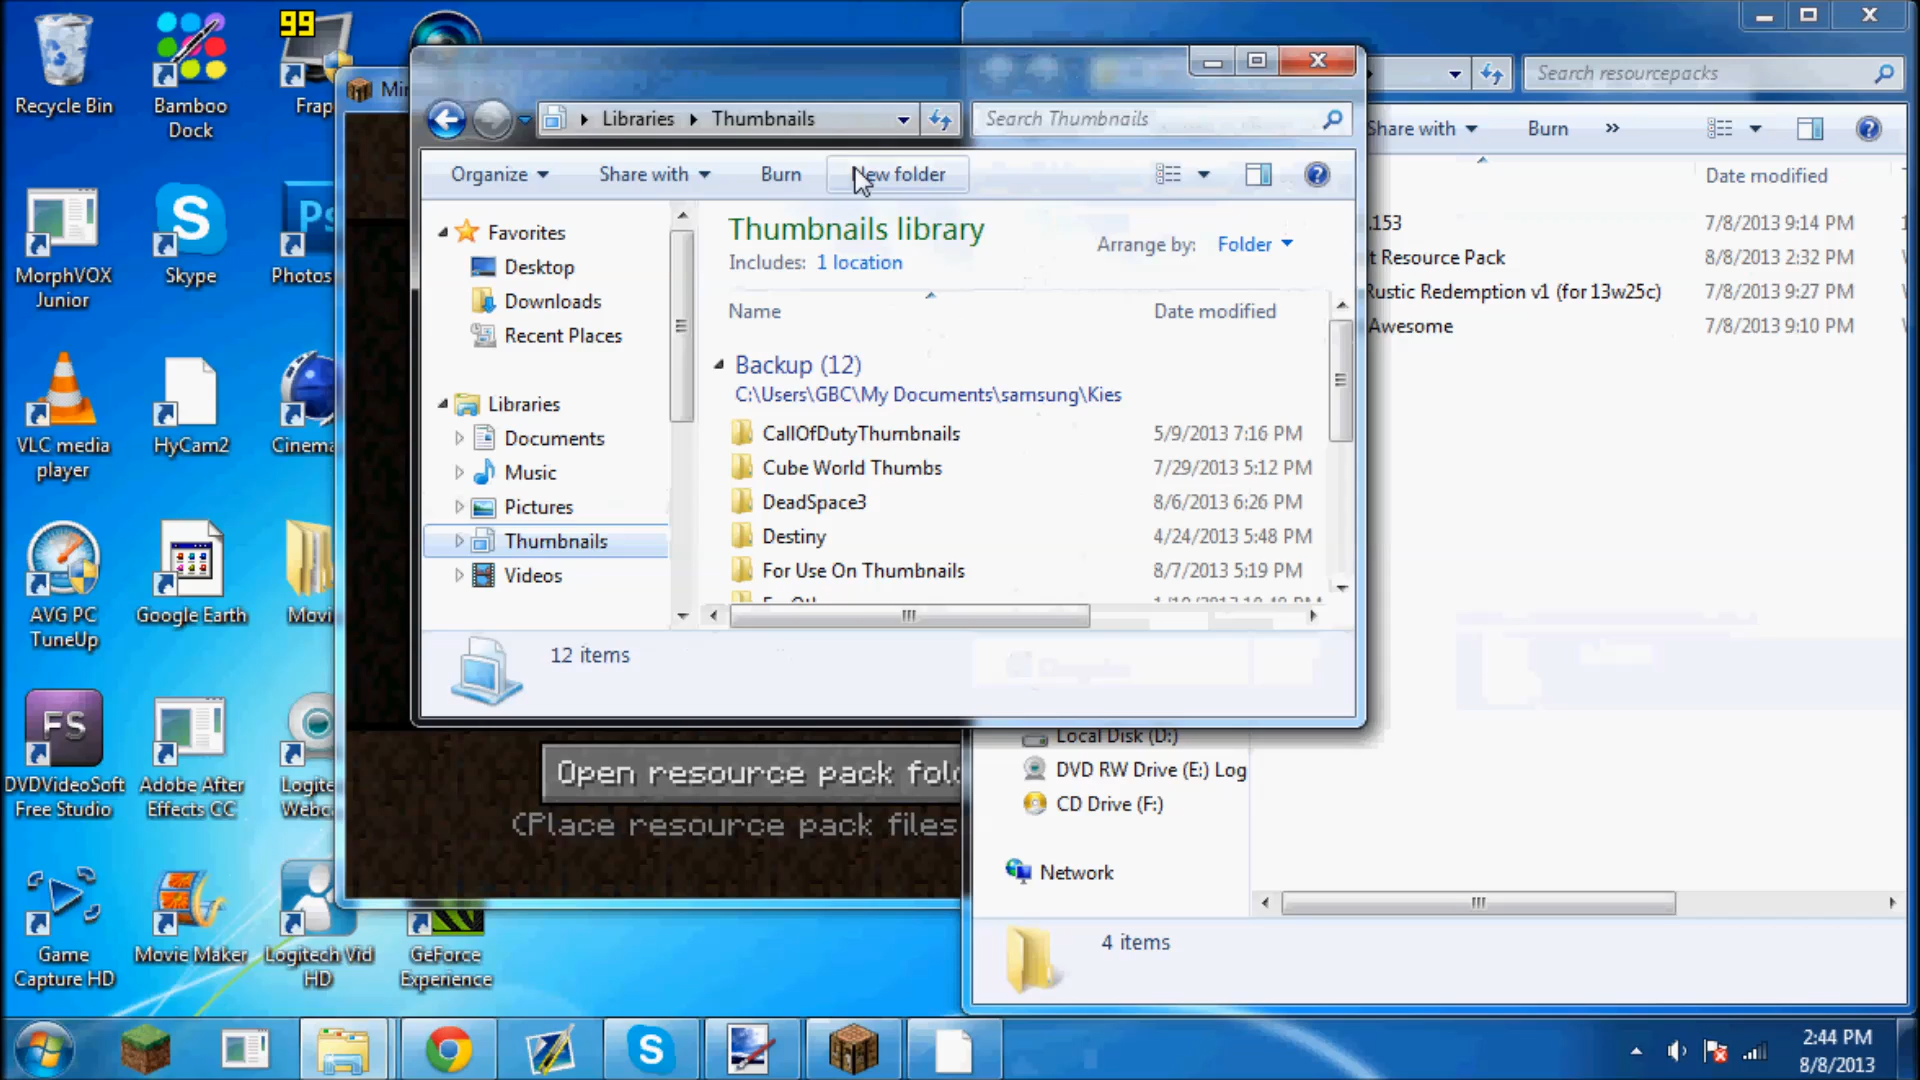 99
Recycle Bin
Bamboo
Dock
Frap
MorphVOX
Junior
Skype
Ps
Photos
VLC media
player
HyCam2
Cinema
AVG PC
TuneUp
Google Earth
Movi
FS
DVDVideoSoft
Free Studio
Adobe After
Effects CC
Logite
Webc
Game
Capture HD
Movie Maker
Logitech Vid
HD
GeForce
Experience
Min
Libraries
Thumbnails
Search Thumbnails
Organize
Share with
Burn
New folder
Favorites
Desktop
Downloads
Recent Places
Libraries
Documents
Music
Pictures
Thumbnails
Videos
Thumbnails library
Includes: 1 location
Arrange by: Folder
Name
Date modified
Backup (12)
C:\Users\GBC\My Documents\samsung\Kies
CallOfDutyThumbnails 5/9/2013 7:16 PM
Cube World Thumbs 7/29/2013 5:12 PM
DeadSpace3 8/6/2013 6:26 PM
Destiny 4/24/2013 5:48 PM
For Use On Thumbnails 8/7/2013 5:19 PM
12 items
Open resource pack fol
(Place resource pack files
Search resourcepacks
Share with
Burn
»
Date modified
.153 7/8/2013 9:14 PM
t Resource Pack 8/8/2013 2:32 PM
Rustic Redemption v1 (for 13w25c) 7/8/2013 9:27 PM
Awesome 7/8/2013 9:10 PM
Local Disk (D:)
DVD RW Drive (E:) Log
CD Drive (F:)
Network
4 items
2:44 PM
8/8/2013